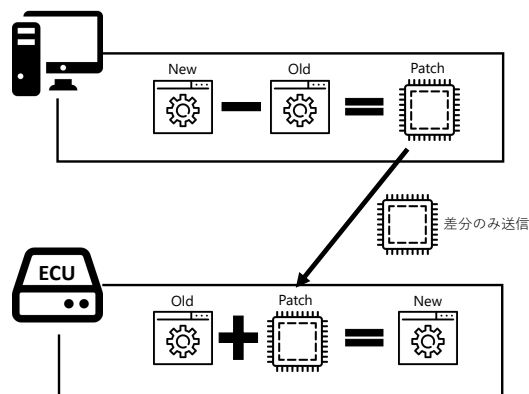 New
Old
Patch
差分のみ送信
ECU
Old
Patch
New